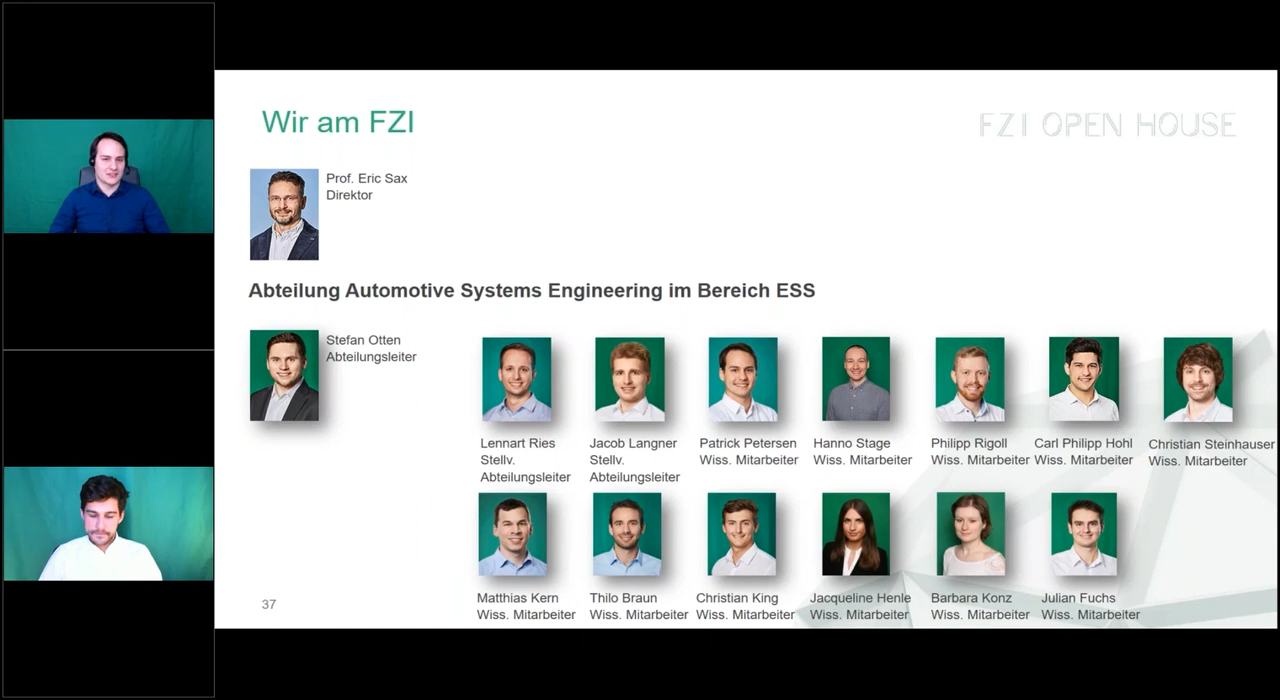 Wir am FZI
FZI OPEN HOUSE
Prof. Eric Sax
Direktor
Abteilung Automotive Systems Engineering im Bereich ESS
Stefan Otten
Abteilungsleiter
Lennart Ries
Stellv.
Abteilungsleiter
Jacob Langner
Stellv.
Abteilungsleiter
Patrick Petersen
Wiss. Mitarbeiter
Hanno Stage
Wiss. Mitarbeiter
Philipp Rigoll
Wiss. Mitarbeiter
Carl Philipp Hohl
Wiss. Mitarbeiter
Christian Steinhauser
Wiss. Mitarbeiter
Matthias Kern
Wiss. Mitarbeiter
Thilo Braun
Wiss. Mitarbeiter
Christian King
Wiss. Mitarbeiter
Jacqueline Henle
Wiss. Mitarbeiter
Barbara Konz
Wiss. Mitarbeiter
Julian Fuchs
Wiss. Mitarbeiter
37